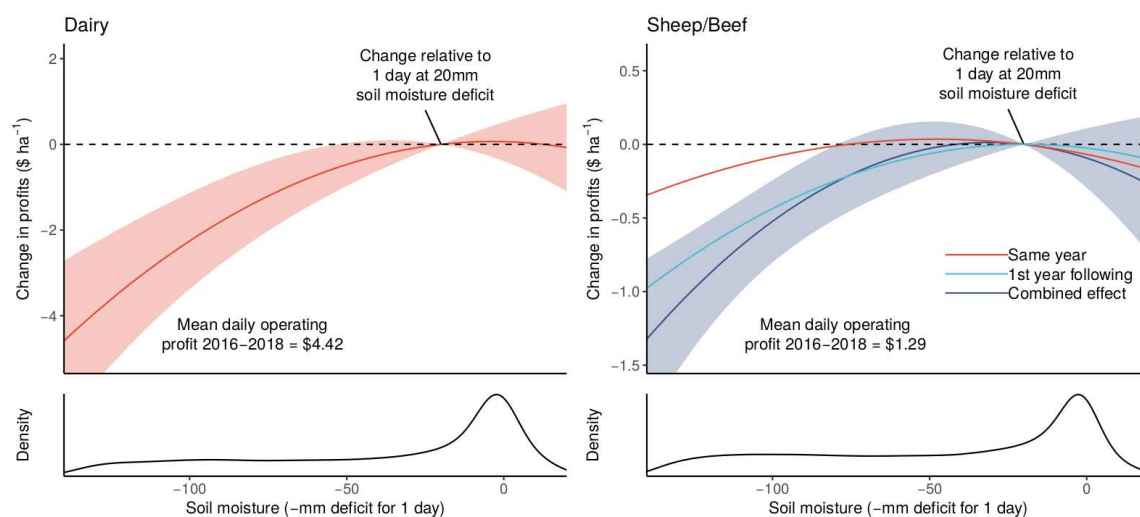 Dairy
Change in profits ($ ha−1)
2
0
−2
−4
Change relative to
1 day at 20mm
soil moisture deficit
Mean daily operating
profit 2016−2018 = $4.42
Density
−100
−50
0
Soil moisture (−mm deficit for 1 day)
Sheep/Beef
Change in profits ($ ha−1)
0.5
0.0
−0.5
−1.0
−1.5
Change relative to
1 day at 20mm
soil moisture deficit
Same year
1st year following
Combined effect
Mean daily operating
profit 2016−2018 = $1.29
Density
−100
−50
0
Soil moisture (−mm deficit for 1 day)